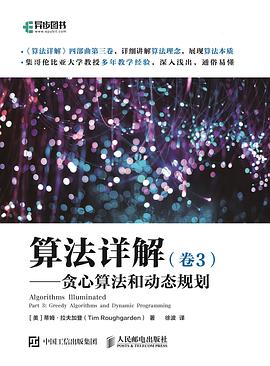 异步图书
www.epubit.com
•《算法详解》四部曲第三卷,详细讲解算法理念,展现算法本质
•集哥伦比亚大学教授多年教学经验,深入浅出,通俗易懂
算法详解(卷3)
——贪心算法和动态规划
Algorithms Illuminated
Part 3: Greedy Algorithms and Dynamic Programming
[美]蒂姆·拉夫加登(Tim Roughgarden) 著 徐波 译
中国工信出版集团 人民邮电出版社
POSTS & TELECOM PRESS